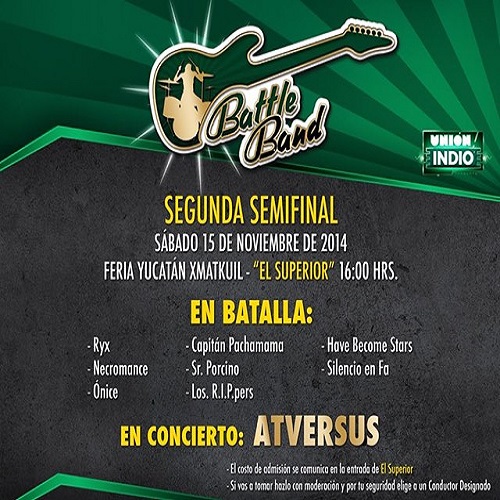 Battle
Band
UNIÓN
INDIO
SEGUNDA SEMIFINAL
SÁBADO 15 DE NOVIEMBRE DE 2014
FERIA YUCATÁN XMATKUIL - "EL SUPERIOR" 16:00 HRS.
EN BATALLA:
- Ryx - Capitán Pachamama - Have Become Stars
- Necromance - Sr. Porcino - Silencio en Fa
- Ónice - Los. R.I.P.pers
EN CONCIERTO: ATVERSUS
- El costo de admisión se comunica en la entrada de El Superior
- Si vas a tomar hazlo con moderación y por tu seguridad elige a un Conductor Designado